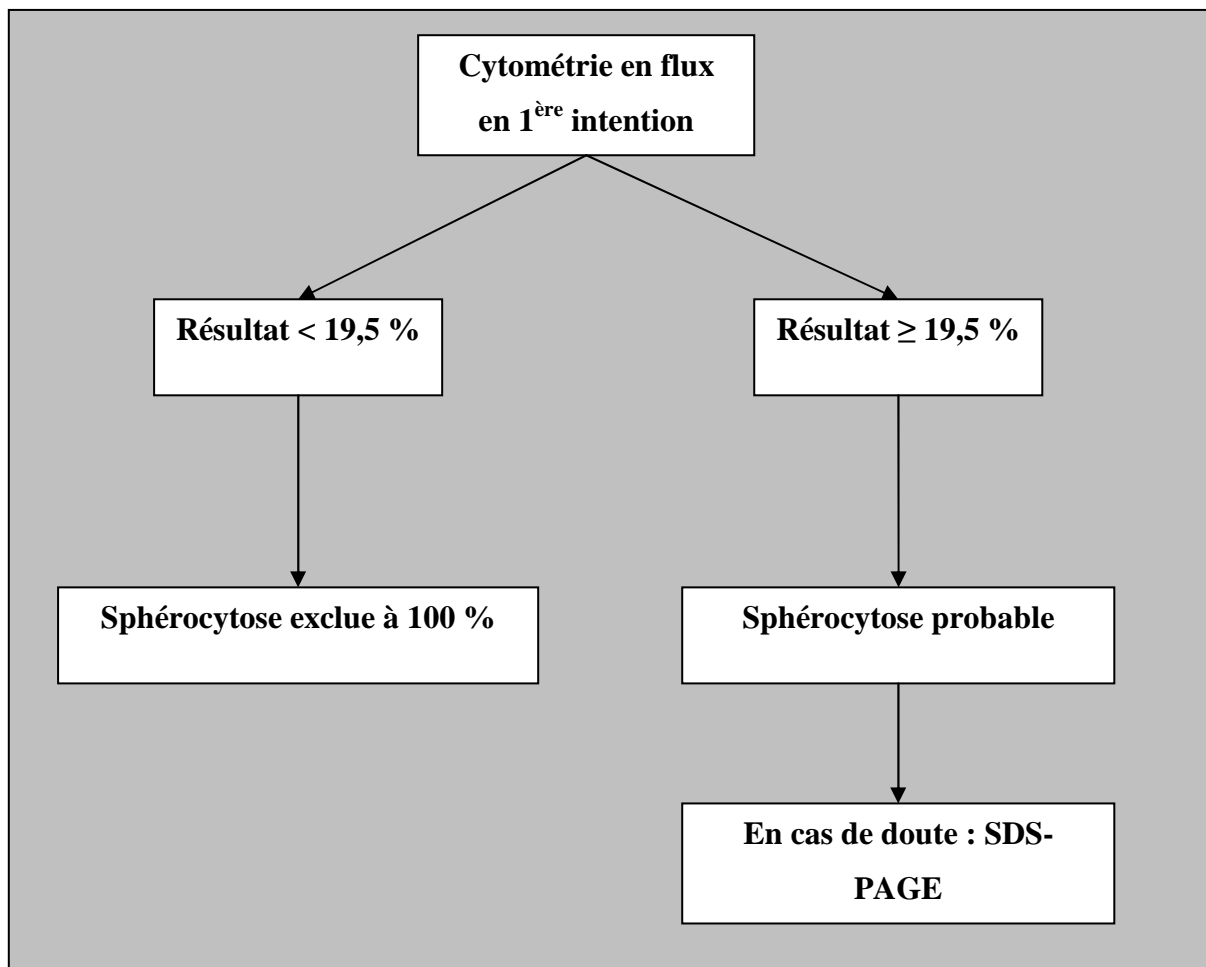 Cytométrie en flux
en 1ère intention
Résultat < 19,5 %
Résultat ≥ 19,5 %
Sphérocytose exclue à 100 %
Sphérocytose probable
En cas de doute : SDS-
PAGE